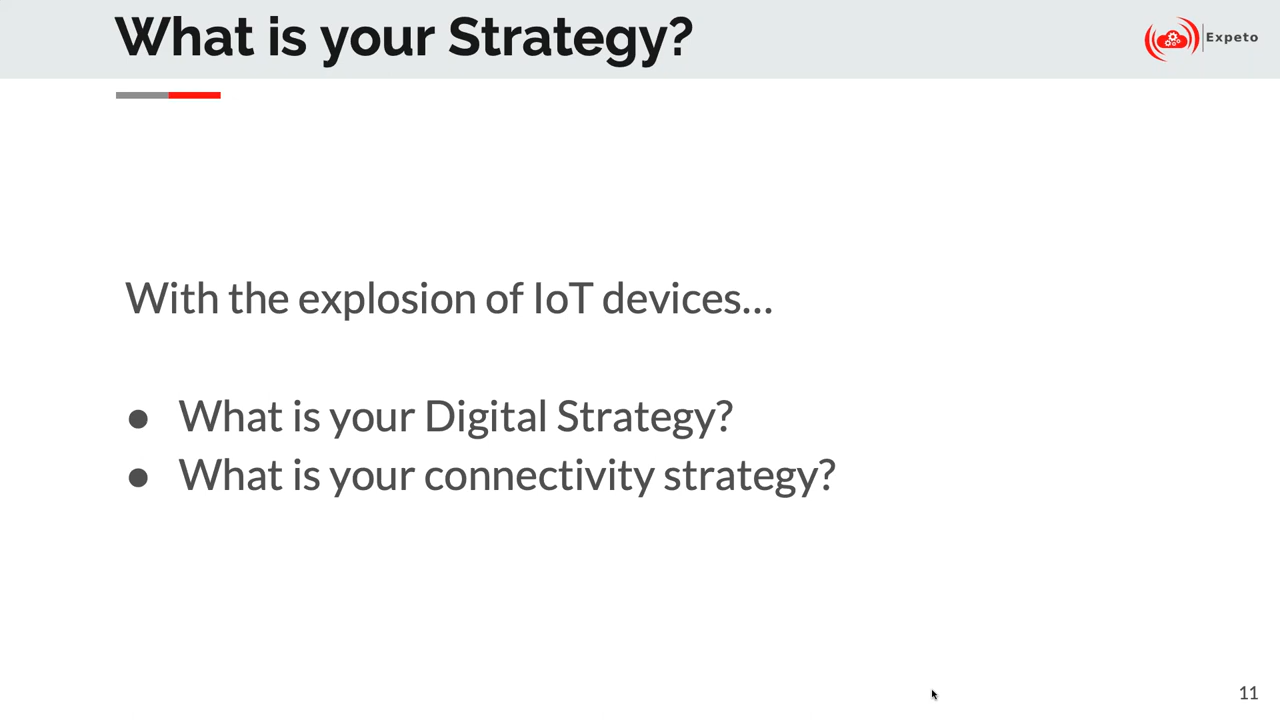 What is your Strategy?
Expeto
With the explosion of IoT devices...
● What is your Digital Strategy?
● What is your connectivity strategy?
11